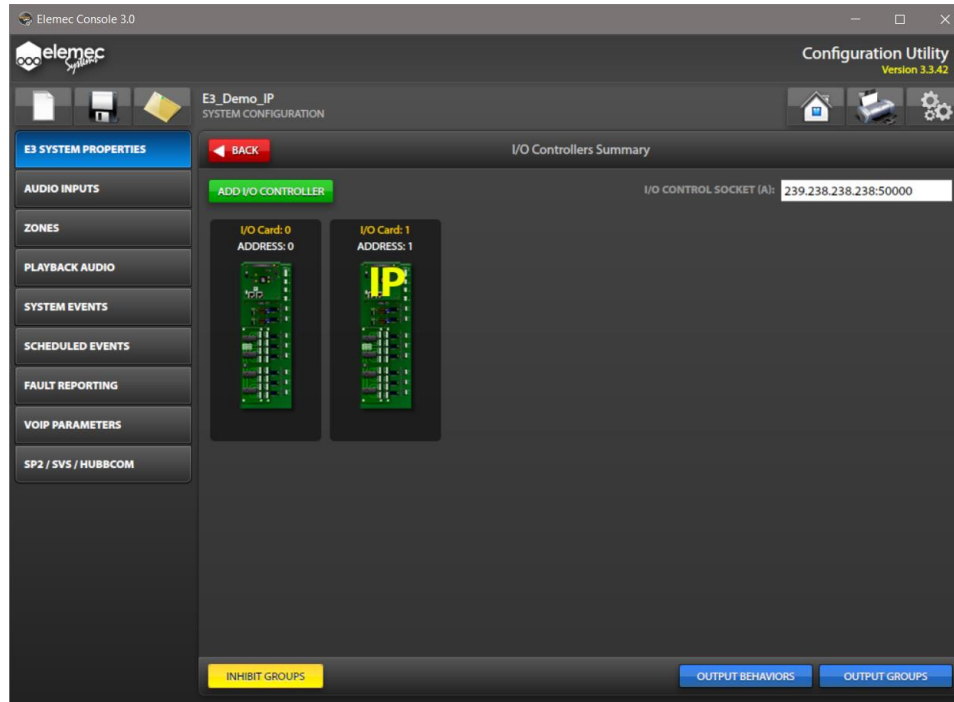 Elemec Console 3.0
elemec
Systems
Configuration Utility
Version 3.3.42
E3_Demo_IP
SYSTEM CONFIGURATION
E3 SYSTEM PROPERTIES
AUDIO INPUTS
ZONES
PLAYBACK AUDIO
SYSTEM EVENTS
SCHEDULED EVENTS
FAULT REPORTING
VOIP PARAMETERS
SP2 / SVS / HUBBCOM
BACK
I/O Controllers Summary
ADD I/O CONTROLLER
I/O CONTROL SOCKET (A): 239.238.238.238:50000
I/O Card: 0
ADDRESS: 0
I/O Card: 1
ADDRESS: 1
IP
INHIBIT GROUPS
OUTPUT BEHAVIORS
OUTPUT GROUPS